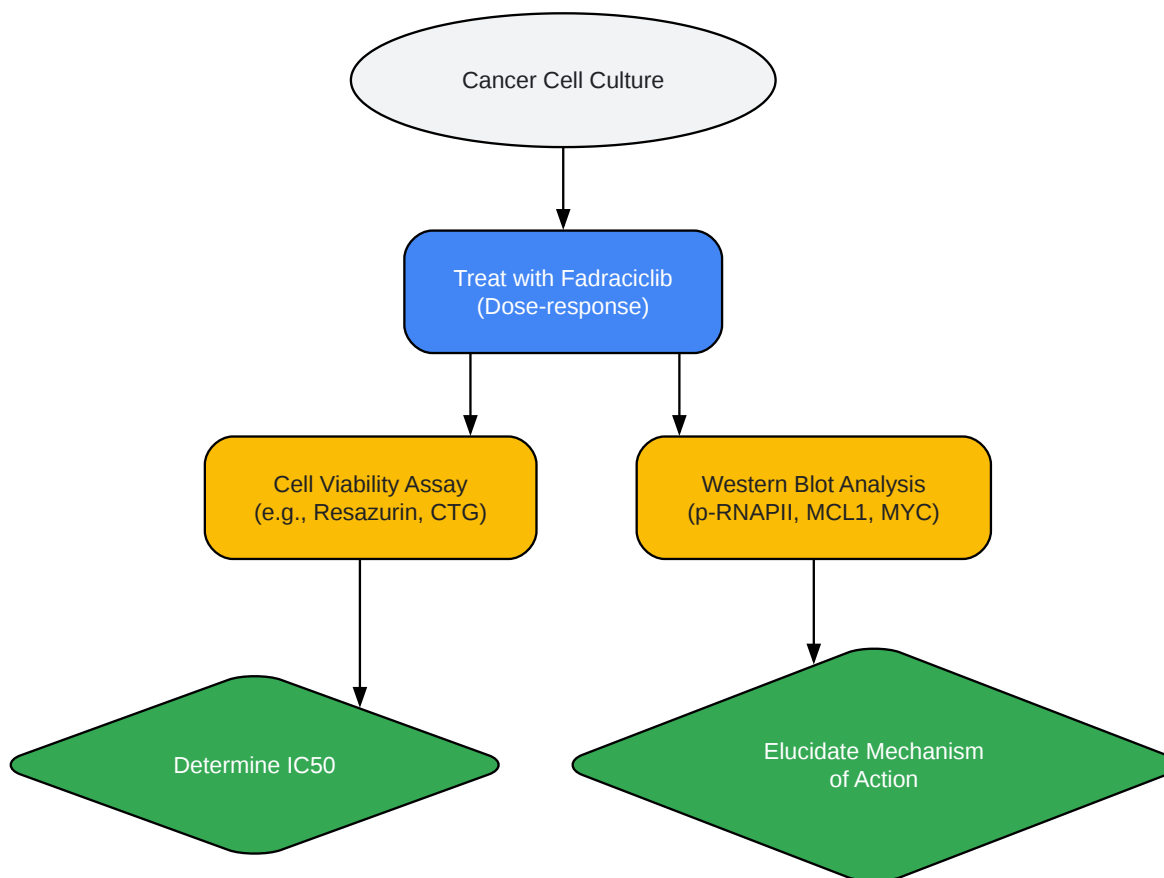 Cancer Cell Culture
Treat with Fadraciclib
(Dose-response)
Cell Viability Assay
(e.g., Resazurin, CTG)
Western Blot Analysis
(p-RNAPII, MCL1, MYC)
Determine IC50
Elucidate Mechanism
of Action